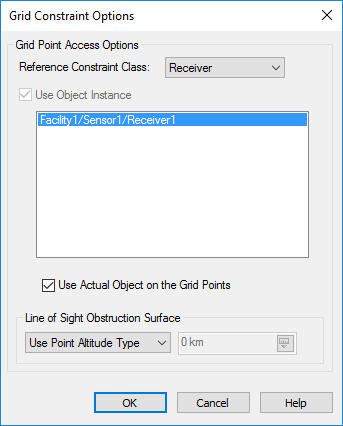 Grid Constraint Options
Grid Point Access Options
Reference Constraint Class: Receiver
Use Object Instance
Facility1/Sensor1/Receiver1
Use Actual Object on the Grid Points
Line of Sight Obstruction Surface
Use Point Altitude Type 0 km
OK Cancel Help